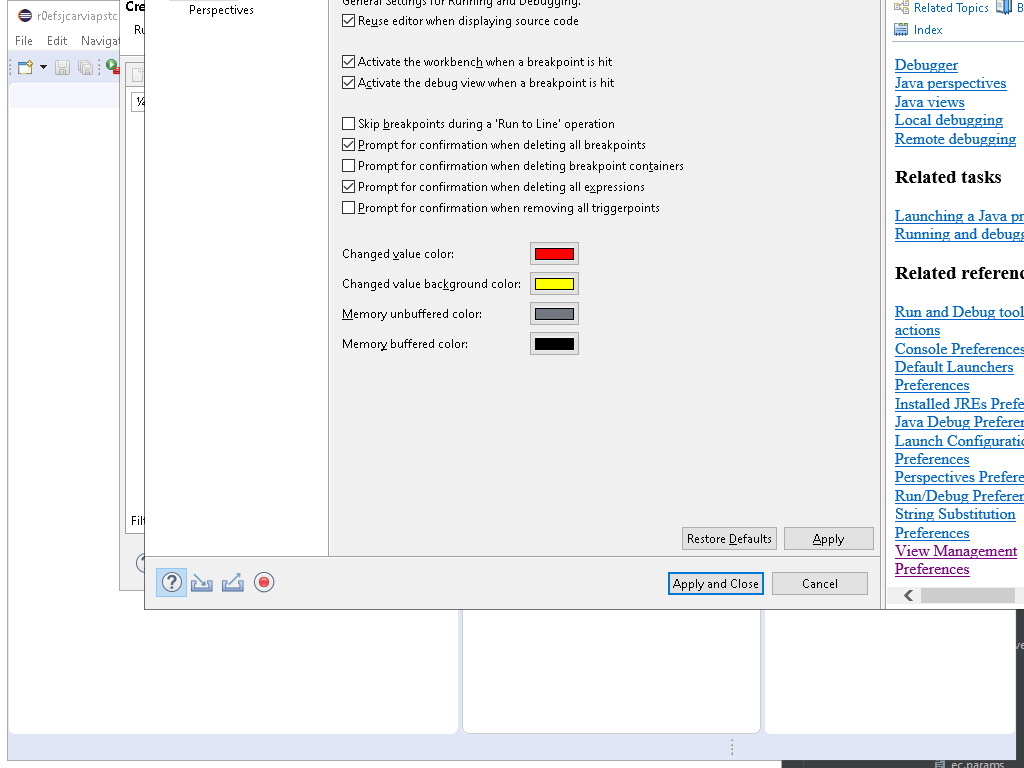 r0efsjcarviapstc
File Edit Naviga
Cre
Ru
Filt
Perspectives
General Settings for Running and Debugging.
Reuse editor when displaying source code
Activate the workbench when a breakpoint is hit
Activate the debug view when a breakpoint is hit
Skip breakpoints during a 'Run to Line' operation
Prompt for confirmation when deleting all breakpoints
Prompt for confirmation when deleting breakpoint containers
Prompt for confirmation when deleting all expressions
Prompt for confirmation when removing all triggerpoints
Changed value color:
Changed value background color:
Memory unbuffered color:
Memory buffered color:
Restore Defaults Apply
Apply and Close Cancel
Related Topics B
Index
Debugger
Java perspectives
Java views
Local debugging
Remote debugging
Related tasks
Launching a Java pr
Running and debugg
Related referenc
Run and Debug tool
actions
Console Preferences
Default Launchers
Preferences
Installed JREs Prefe
Java Debug Preferen
Launch Configuratio
Preferences
Perspectives Prefere
Run/Debug Preferen
String Substitution
Preferences
View Management
Preferences
ve
ec.params